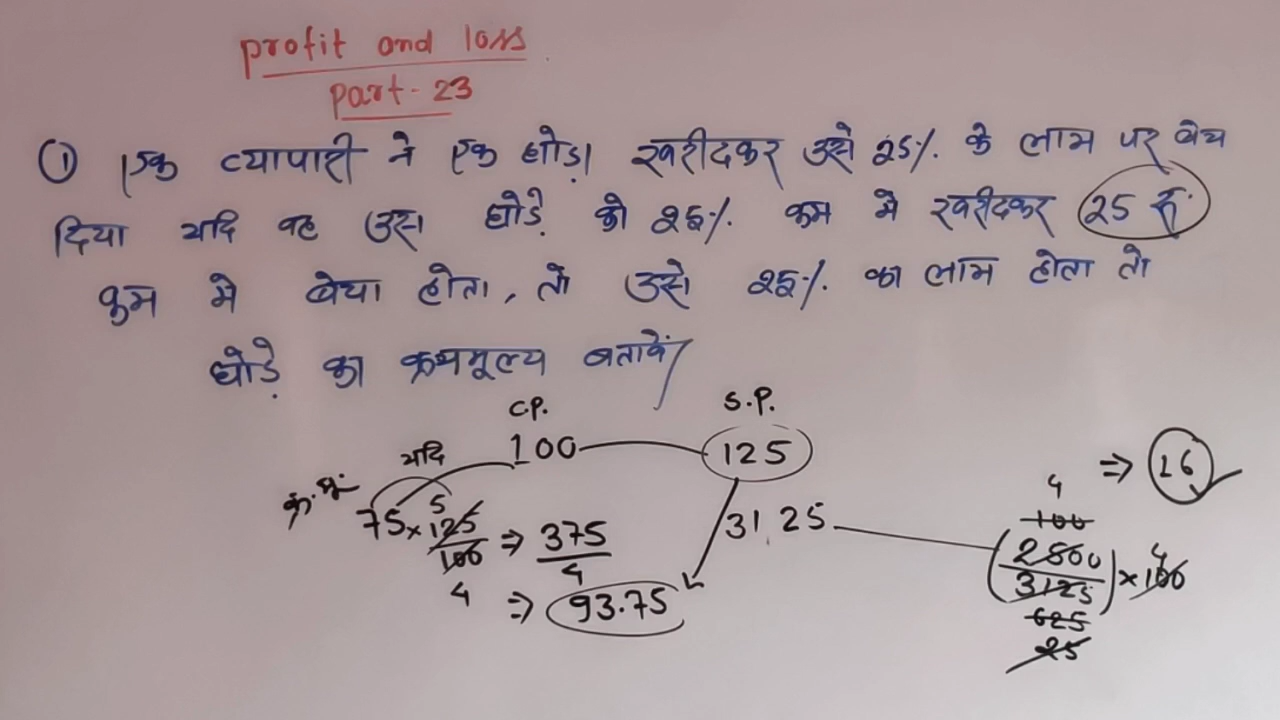 profit and loss
part - 23
① एक व्यापारी ने एक घोड़ा खरीदकर उसे 25% के लाभ पर बेच
दिया यदि वह उस घोड़े को 25% कम मे खरीदकर 25 रु
कम मे बेचा होता, तो उसे 25% का लाभ होता तो
घोड़े का क्रयमूल्य बतावें
C.P. S.P.
यदि 100 125
क्र. मू. 75 × 125/100 ⇒ 375/4
5
4
⇒ 93.75
31.25
(2500/3125) × 100
100
4
4
625
25
⇒ 16